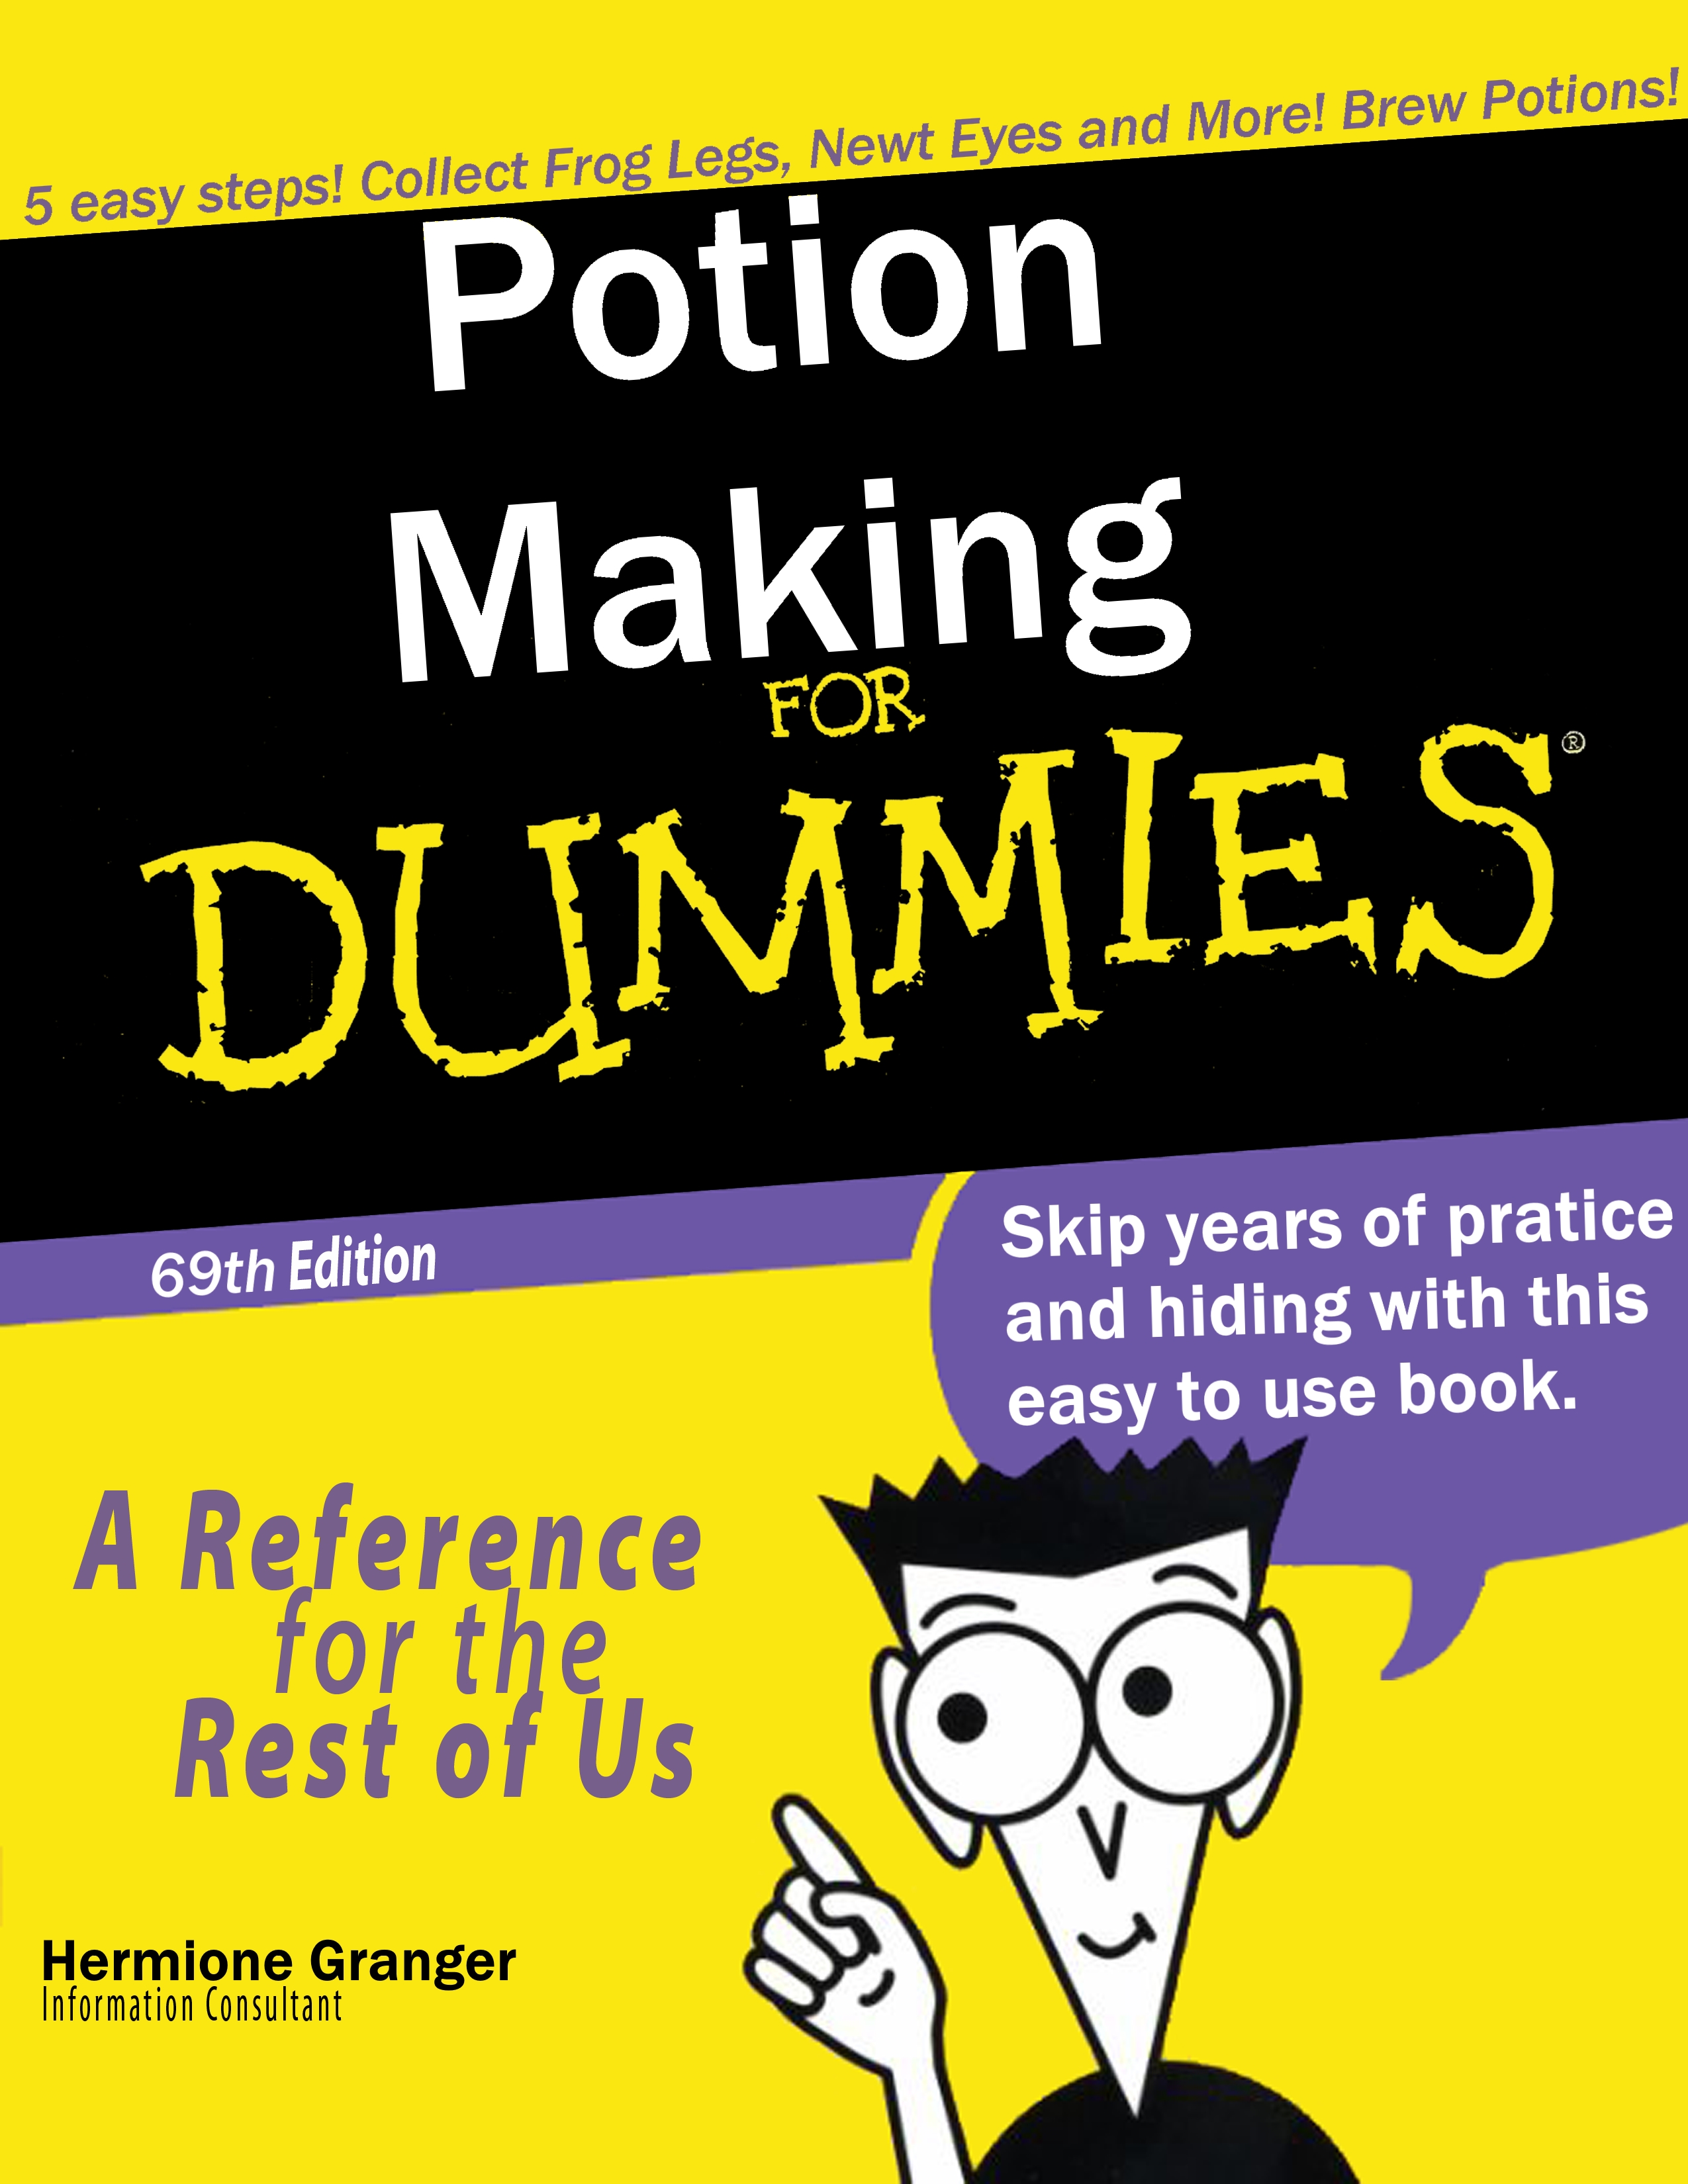 5 easy steps! Collect Frog Legs, Newt Eyes and More! Brew Potions!
Potion
Making
FOR
DUMMIES®
69th Edition
Skip years of pratice
and hiding with this
easy to use book.
A Reference
for the
Rest of Us
Hermione Granger
Information Consultant